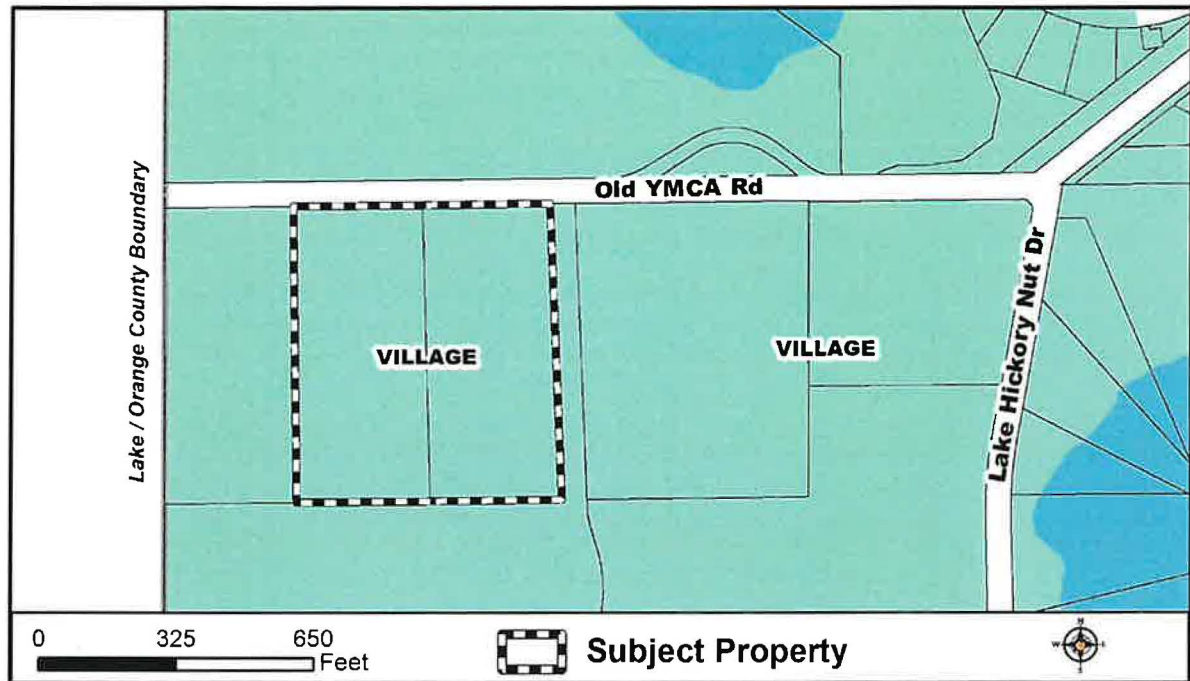 Old YMCA Rd
Lake / Orange County Boundary
VILLAGE
VILLAGE
Lake Hickory Nut Dr
0 325 650
Feet
Subject Property
N
W E
S